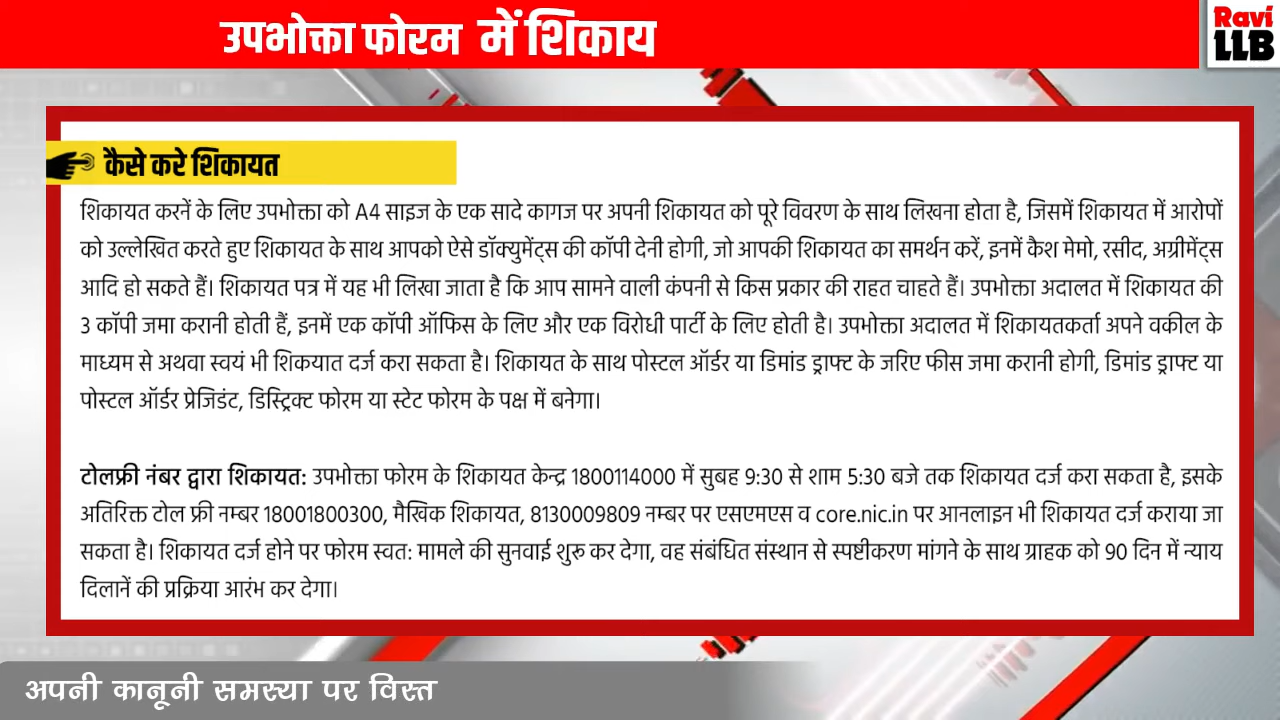 उपभोक्ता फोरम में शिकाय
Ravi
LLB
कैसे करे शिकायत
शिकायत करनें के लिए उपभोक्ता को A4 साइज के एक सादे कागज पर अपनी शिकायत को पूरे विवरण के साथ लिखना होता है, जिसमें शिकायत में आरोपों
को उल्लेखित करते हुए शिकायत के साथ आपको ऐसे डॉक्युमेंट्स की कॉपी देनी होगी, जो आपकी शिकायत का समर्थन करें, इनमें कैश मेमो, रसीद, अग्रीमेंट्स
आदि हो सकते हैं। शिकायत पत्र में यह भी लिखा जाता है कि आप सामने वाली कंपनी से किस प्रकार की राहत चाहते हैं। उपभोक्ता अदालत में शिकायत की
3 कॉपी जमा करानी होती हैं, इनमें एक कॉपी ऑफिस के लिए और एक विरोधी पार्टी के लिए होती है। उपभोक्ता अदालत में शिकायतकर्ता अपने वकील के
माध्यम से अथवा स्वयं भी शिकयात दर्ज करा सकता है। शिकायत के साथ पोस्टल ऑर्डर या डिमांड ड्राफ्ट के जरिए फीस जमा करानी होगी, डिमांड ड्राफ्ट या
पोस्टल ऑर्डर प्रेजिडंट, डिस्ट्रिक्ट फोरम या स्टेट फोरम के पक्ष में बनेगा।
टोलफ्री नंबर द्वारा शिकायत: उपभोक्ता फोरम के शिकायत केन्द्र 1800114000 में सुबह 9:30 से शाम 5:30 बजे तक शिकायत दर्ज करा सकता है, इसके
अतिरिक्त टोल फ्री नम्बर 18001800300, मैखिक शिकायत, 8130009809 नम्बर पर एसएमएस व core.nic.in पर आनलाइन भी शिकायत दर्ज कराया जा
सकता है। शिकायत दर्ज होने पर फोरम स्वत: मामले की सुनवाई शुरू कर देगा, वह संबंधित संस्थान से स्पष्टीकरण मांगने के साथ ग्राहक को 90 दिन में न्याय
दिलानें की प्रक्रिया आरंभ कर देगा।
अपनी कानूनी समस्या पर विस्त